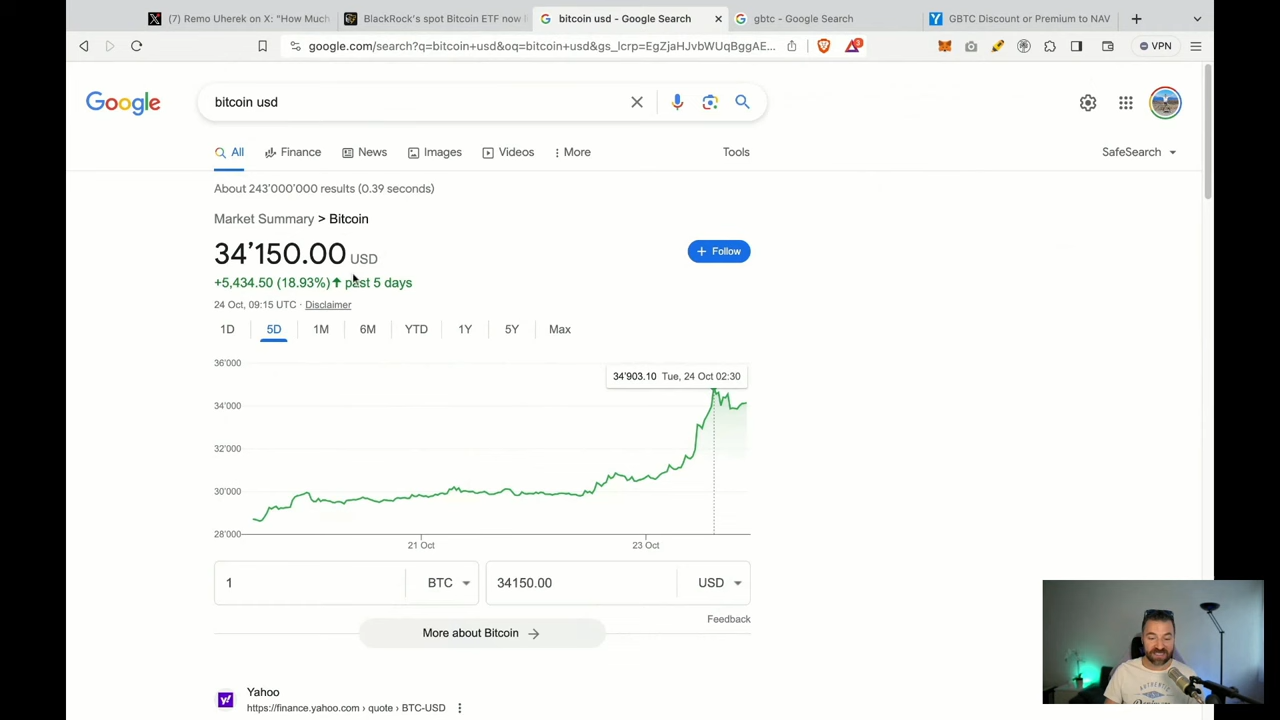 (7) Remo Uherek on X: "How Much
BlackRock's spot Bitcoin ETF now l
bitcoin usd - Google Search
gbtc - Google Search
GBTC Discount or Premium to NAV
google.com/search?q=bitcoin+usd&oq=bitcoin+usd&gs_lcrp=EgZjaHJvbWUqBggAE...
3
VPN
Google
bitcoin usd
All
Finance
News
Images
Videos
More
Tools
SafeSearch
About 243'000'000 results (0.39 seconds)
Market Summary > Bitcoin
34'150.00 USD
+ Follow
+5,434.50 (18.93%) ↑ past 5 days
24 Oct, 09:15 UTC · Disclaimer
1D
5D
1M
6M
YTD
1Y
5Y
Max
36'000
34'903.10 Tue, 24 Oct 02:30
34'000
32'000
30'000
28'000
21 Oct
23 Oct
1
BTC
34150.00
USD
Feedback
More about Bitcoin →
Yahoo
https://finance.yahoo.com › quote › BTC-USD